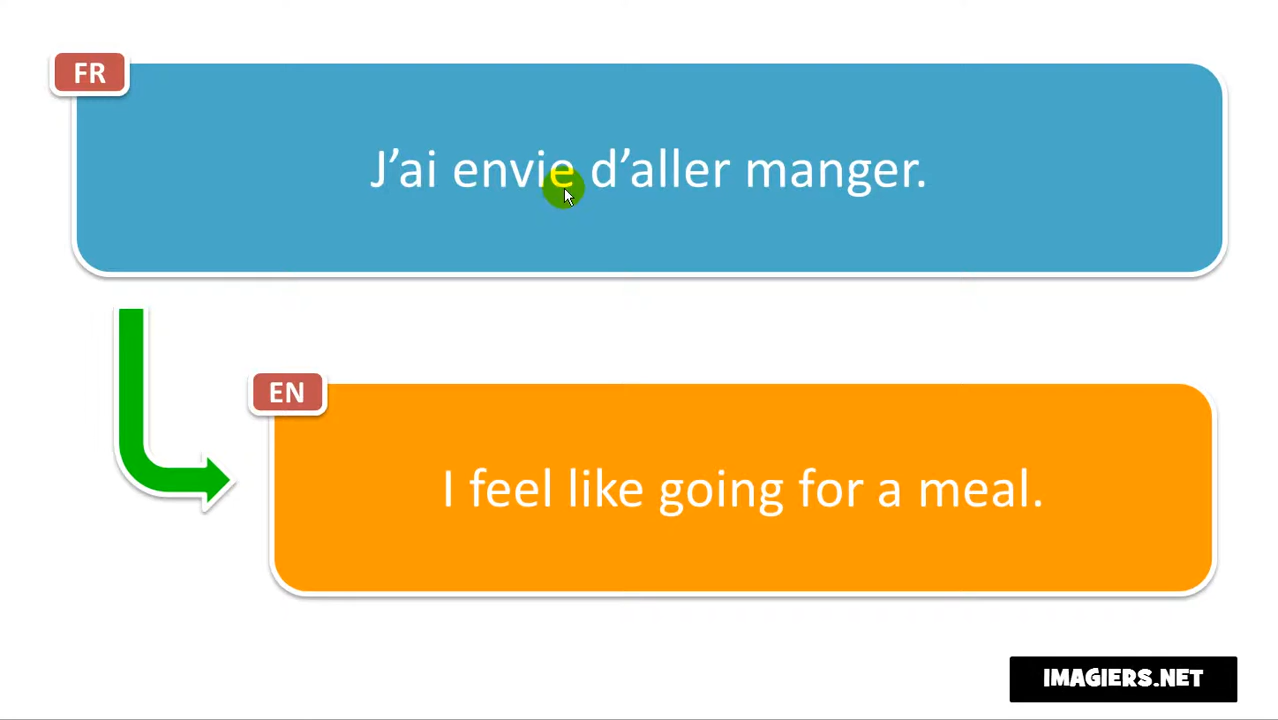 FR
J’ai envie d’aller manger.
EN
I feel like going for a meal.
IMAGIERS.NET